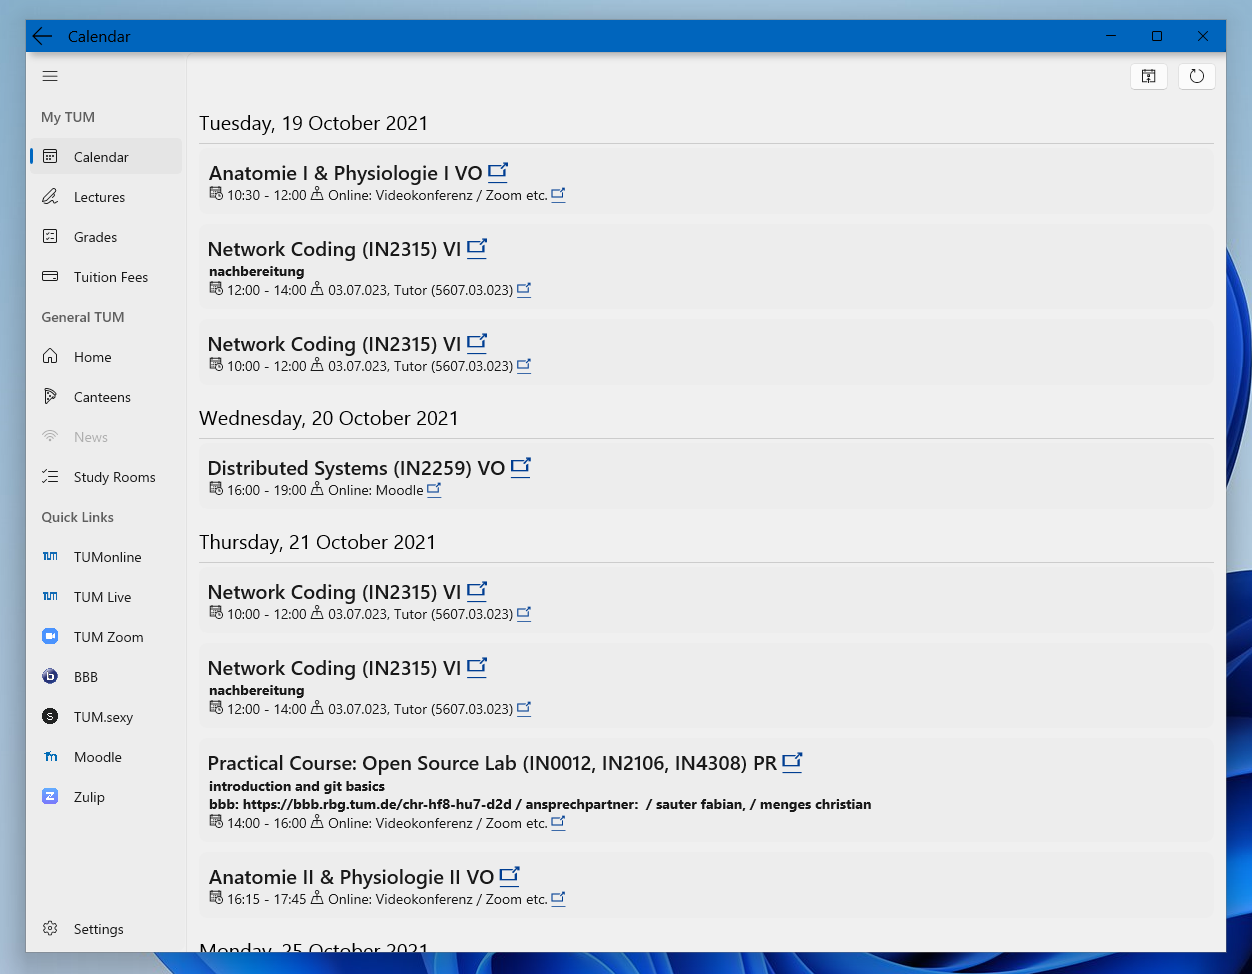 Calendar
My TUM
Calendar
Lectures
Grades
Tuition Fees
General TUM
Home
Canteens
News
Study Rooms
Quick Links
TUMonline
TUM Live
TUM Zoom
BBB
TUM.sexy
Moodle
Zulip
Settings
Tuesday, 19 October 2021
Anatomie I & Physiologie I VO
10:30 - 12:00 Online: Videokonferenz / Zoom etc.
Network Coding (IN2315) VI
nachbereitung
12:00 - 14:00 03.07.023, Tutor (5607.03.023)
Network Coding (IN2315) VI
10:00 - 12:00 03.07.023, Tutor (5607.03.023)
Wednesday, 20 October 2021
Distributed Systems (IN2259) VO
16:00 - 19:00 Online: Moodle
Thursday, 21 October 2021
Network Coding (IN2315) VI
10:00 - 12:00 03.07.023, Tutor (5607.03.023)
Network Coding (IN2315) VI
nachbereitung
12:00 - 14:00 03.07.023, Tutor (5607.03.023)
Practical Course: Open Source Lab (IN0012, IN2106, IN4308) PR
introduction and git basics
bbb: https://bbb.rbg.tum.de/chr-hf8-hu7-d2d / ansprechpartner:  / sauter fabian, / menges christian
14:00 - 16:00 Online: Videokonferenz / Zoom etc.
Anatomie II & Physiologie II VO
16:15 - 17:45 Online: Videokonferenz / Zoom etc.
Monday, 25 October 2021